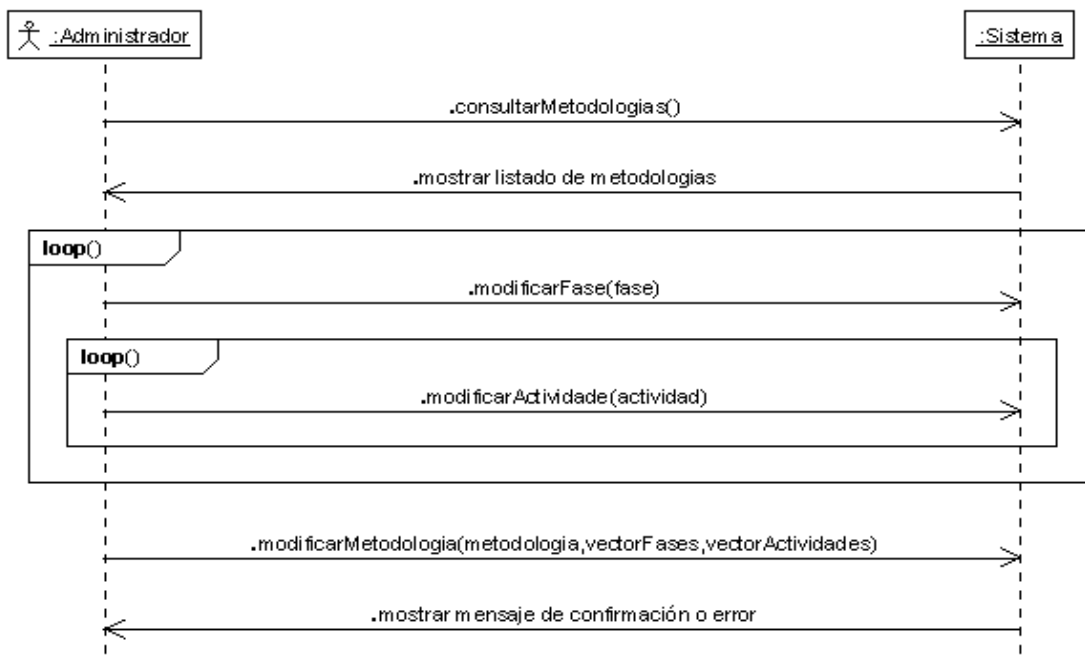 :Administrador
:Sistema
.consultarMetodologias()
.mostrar listado de metodologias
loop()
.modificarFase(fase)
loop()
.modificarActividade(actividad)
.modificarMetodologia(metodologia,vectorFases,vectorActividades)
.mostrar mensaje de confirmación o error